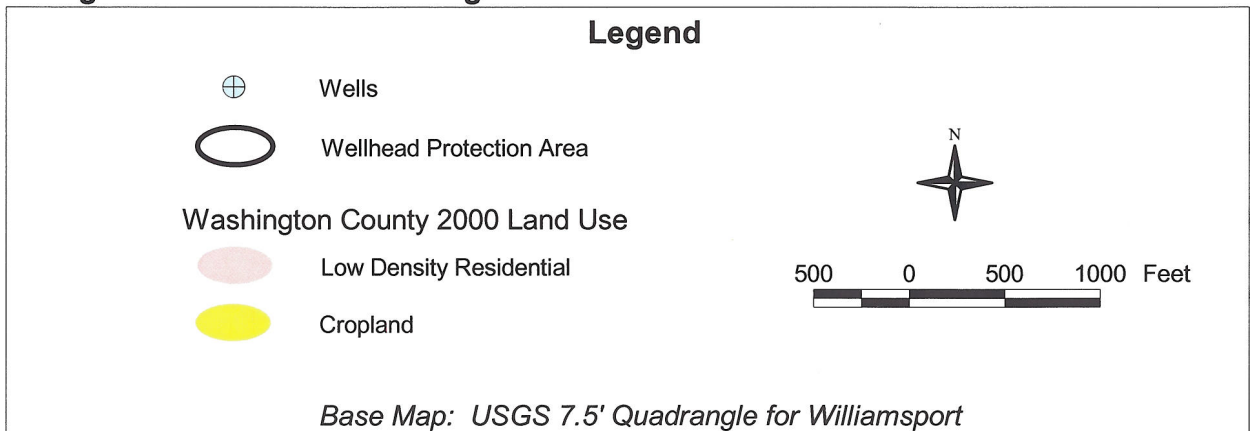 Legend
Wells
Wellhead Protection Area
N
Washington County 2000 Land Use
Low Density Residential
500 0 500 1000 Feet
Cropland
Base Map: USGS 7.5' Quadrangle for Williamsport